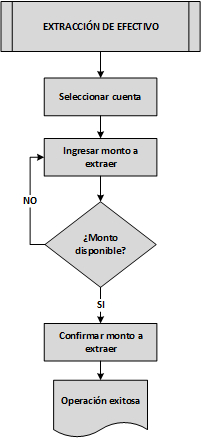 EXTRACCIÓN DE EFECTIVO
Seleccionar cuenta
Ingresar monto a
extraer
NO
¿Monto
disponible?
SI
Confirmar monto a
extraer
Operación exitosa